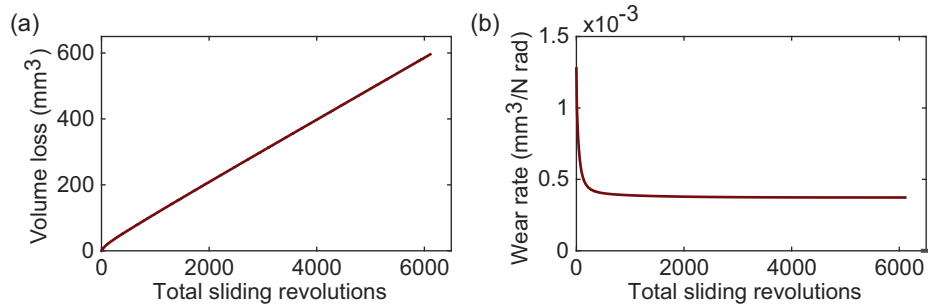 (a)
Volume loss (mm³)
600
400
200
0
0 2000 4000 6000
Total sliding revolutions
(b)
x10⁻³
Wear rate (mm³/N rad)
1.5
1
0.5
0
0 2000 4000 6000
Total sliding revolutions